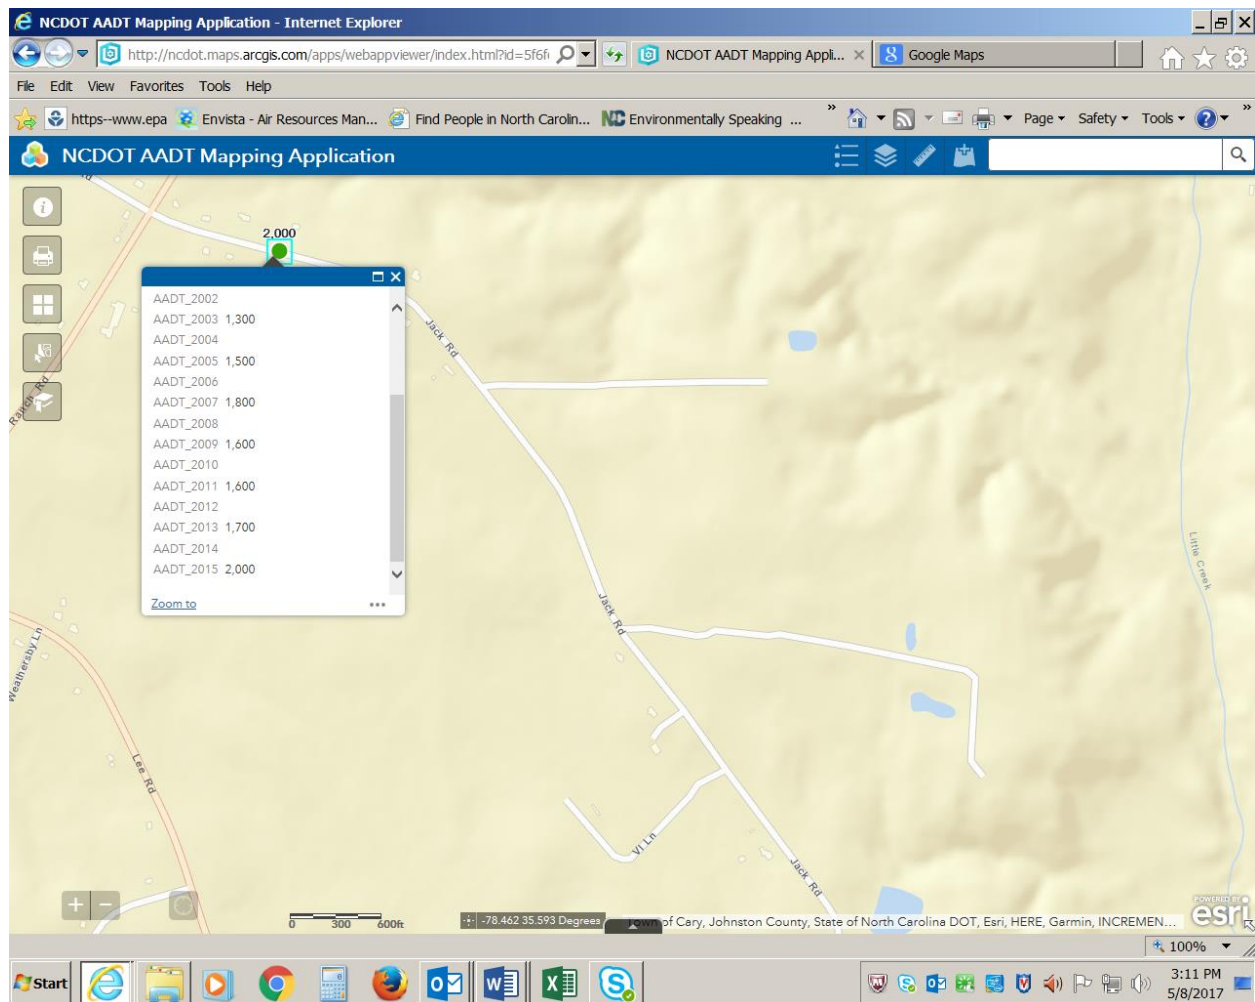 NCDOT AADT Mapping Application - Internet Explorer
http://ncdot.maps.arcgis.com/apps/webappviewer/index.html?id=5f6f
NCDOT AADT Mapping Appli...
Google Maps
File Edit View Favorites Tools Help
https--www.epa Envista - Air Resources Man... Find People in North Carolin... NC Environmentally Speaking ... Page Safety Tools
NCDOT AADT Mapping Application
Rd
2,000
AADT_2002
AADT_2003 1,300
AADT_2004
AADT_2005 1,500
AADT_2006
AADT_2007 1,800
AADT_2008
AADT_2009 1,600
AADT_2010
AADT_2011 1,600
AADT_2012
AADT_2013 1,700
AADT_2014
AADT_2015 2,000
Zoom to
Jack Rd
Ranch Rd
Little Creek
Jack Rd
Weathersby Ln
Lee Rd
Vi Ln
Jack Rd
0 300 600ft
-78.462 35.593 Degrees
Town of Cary, Johnston County, State of North Carolina DOT, Esri, HERE, Garmin, INCREMEN...
POWERED BY
esri
100%
Start
3:11 PM
5/8/2017